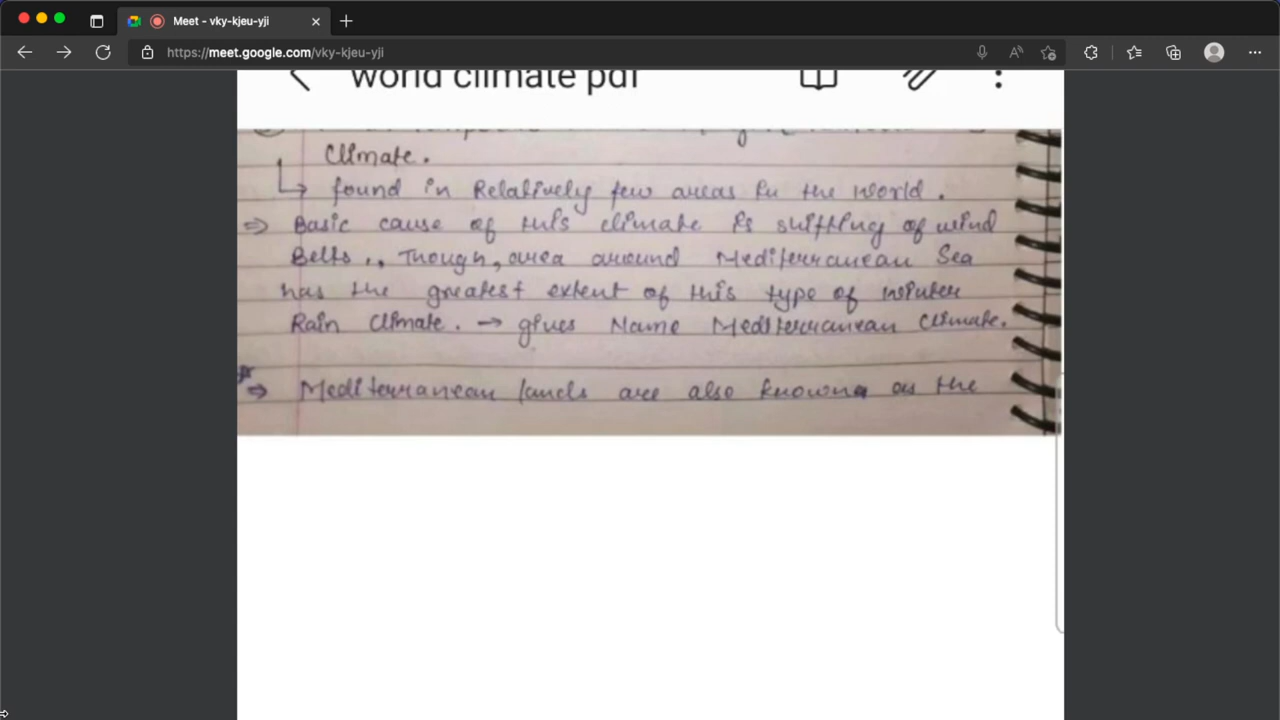 Meet - vky-kjeu-yji
https://meet.google.com/vky-kjeu-yji
world climate pdf
Climate.
↳ found in Relatively few areas in the world.
⇒ Basic cause of this climate is shifting of wind
Belts., Though, area around Mediterranean Sea
has the greatest extent of this type of winter
Rain Climate. → gives Name Mediterranean Climate.
⇒ Mediterranean lands are also known as the